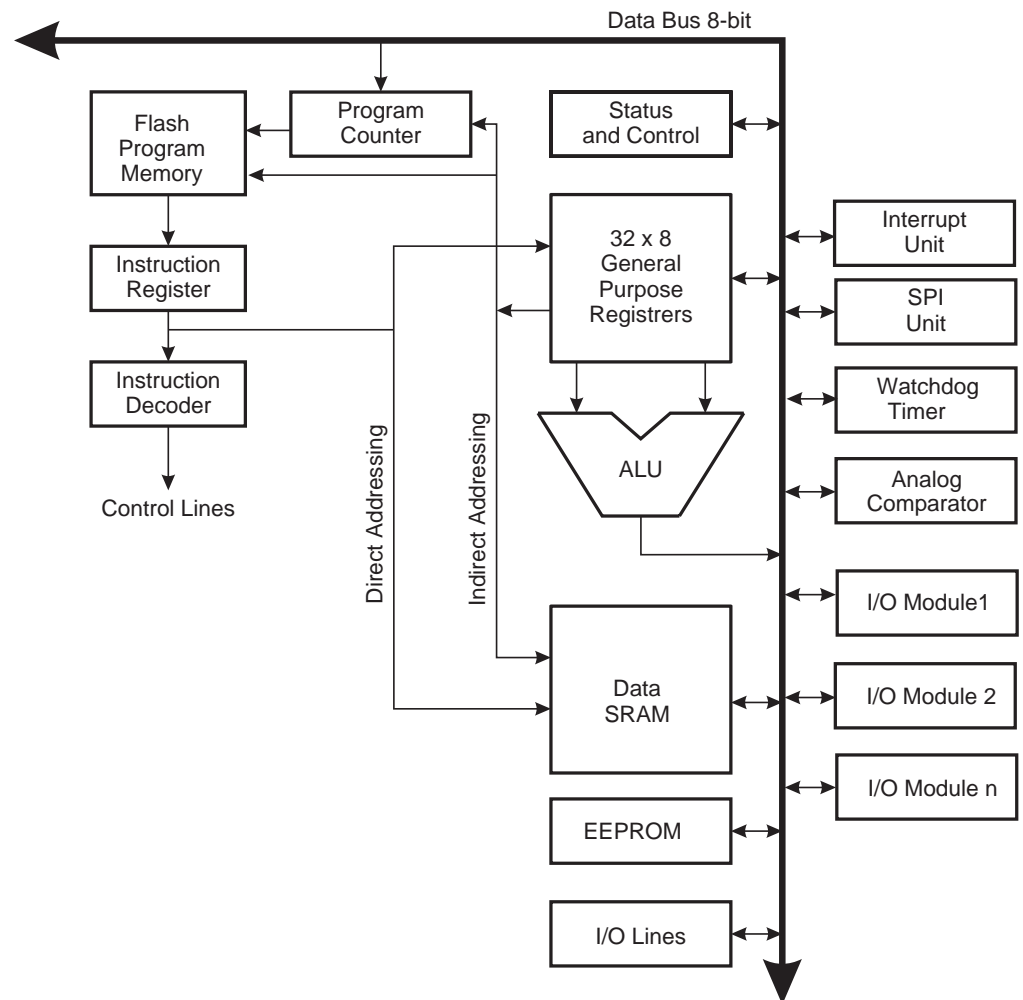 Data Bus 8-bit
Flash
Program
Memory
Program
Counter
Status
and Control
Interrupt
Unit
32 x 8
General
Purpose
Registrers
Instruction
Register
SPI
Unit
Instruction
Decoder
Watchdog
Timer
Direct Addressing
Indirect Addressing
ALU
Analog
Comparator
Control Lines
I/O Module1
Data
SRAM
I/O Module 2
I/O Module n
EEPROM
I/O Lines